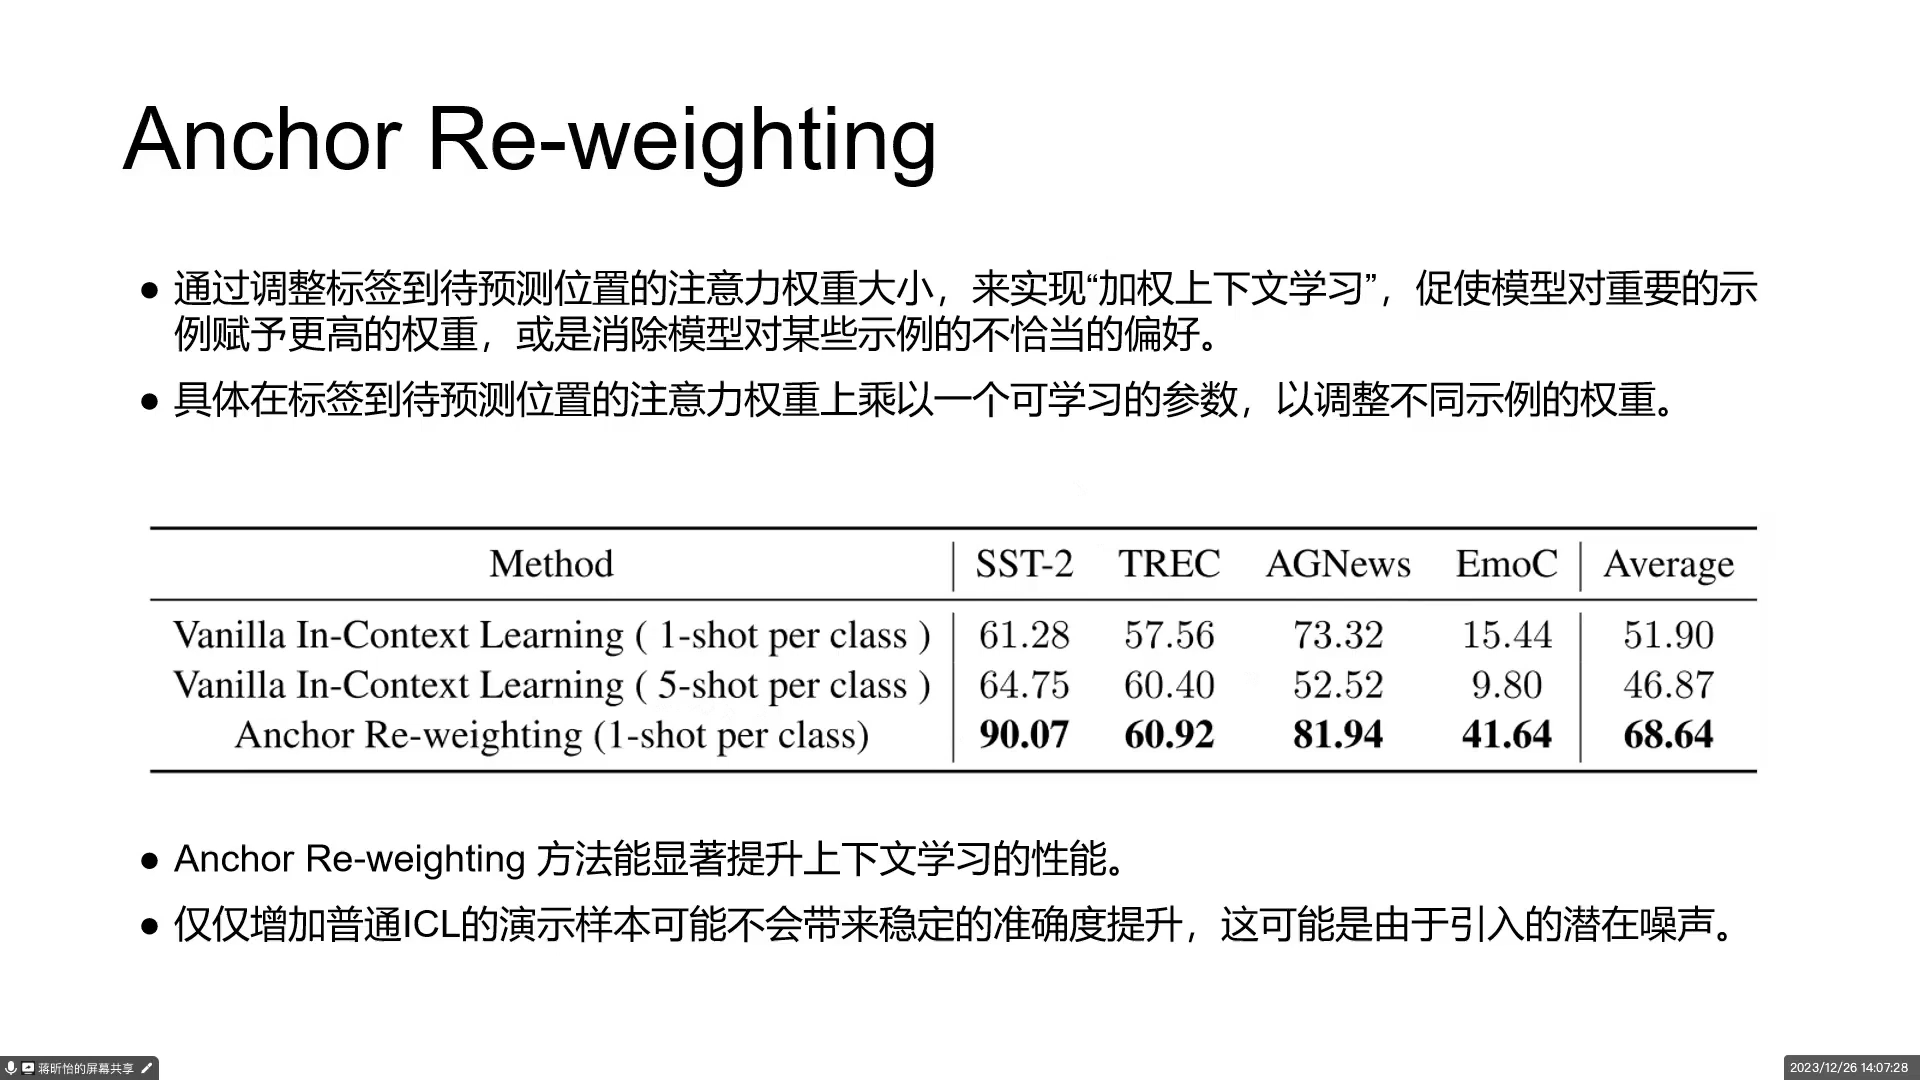 Anchor Re-weighting
● 通过调整标签到待预测位置的注意力权重大小，来实现“加权上下文学习”，促使模型对重要的示
例赋予更高的权重，或是消除模型对某些示例的不恰当的偏好。
● 具体在标签到待预测位置的注意力权重上乘以一个可学习的参数，以调整不同示例的权重。
Method SST-2 TREC AGNews EmoC Average
Vanilla In-Context Learning ( 1-shot per class ) 61.28 57.56 73.32 15.44 51.90
Vanilla In-Context Learning ( 5-shot per class ) 64.75 60.40 52.52 9.80 46.87
Anchor Re-weighting (1-shot per class) 90.07 60.92 81.94 41.64 68.64
● Anchor Re-weighting 方法能显著提升上下文学习的性能。
● 仅仅增加普通ICL的演示样本可能不会带来稳定的准确度提升，这可能是由于引入的潜在噪声。
蒋昕怡的屏幕共享
2023/12/26 14:07:28